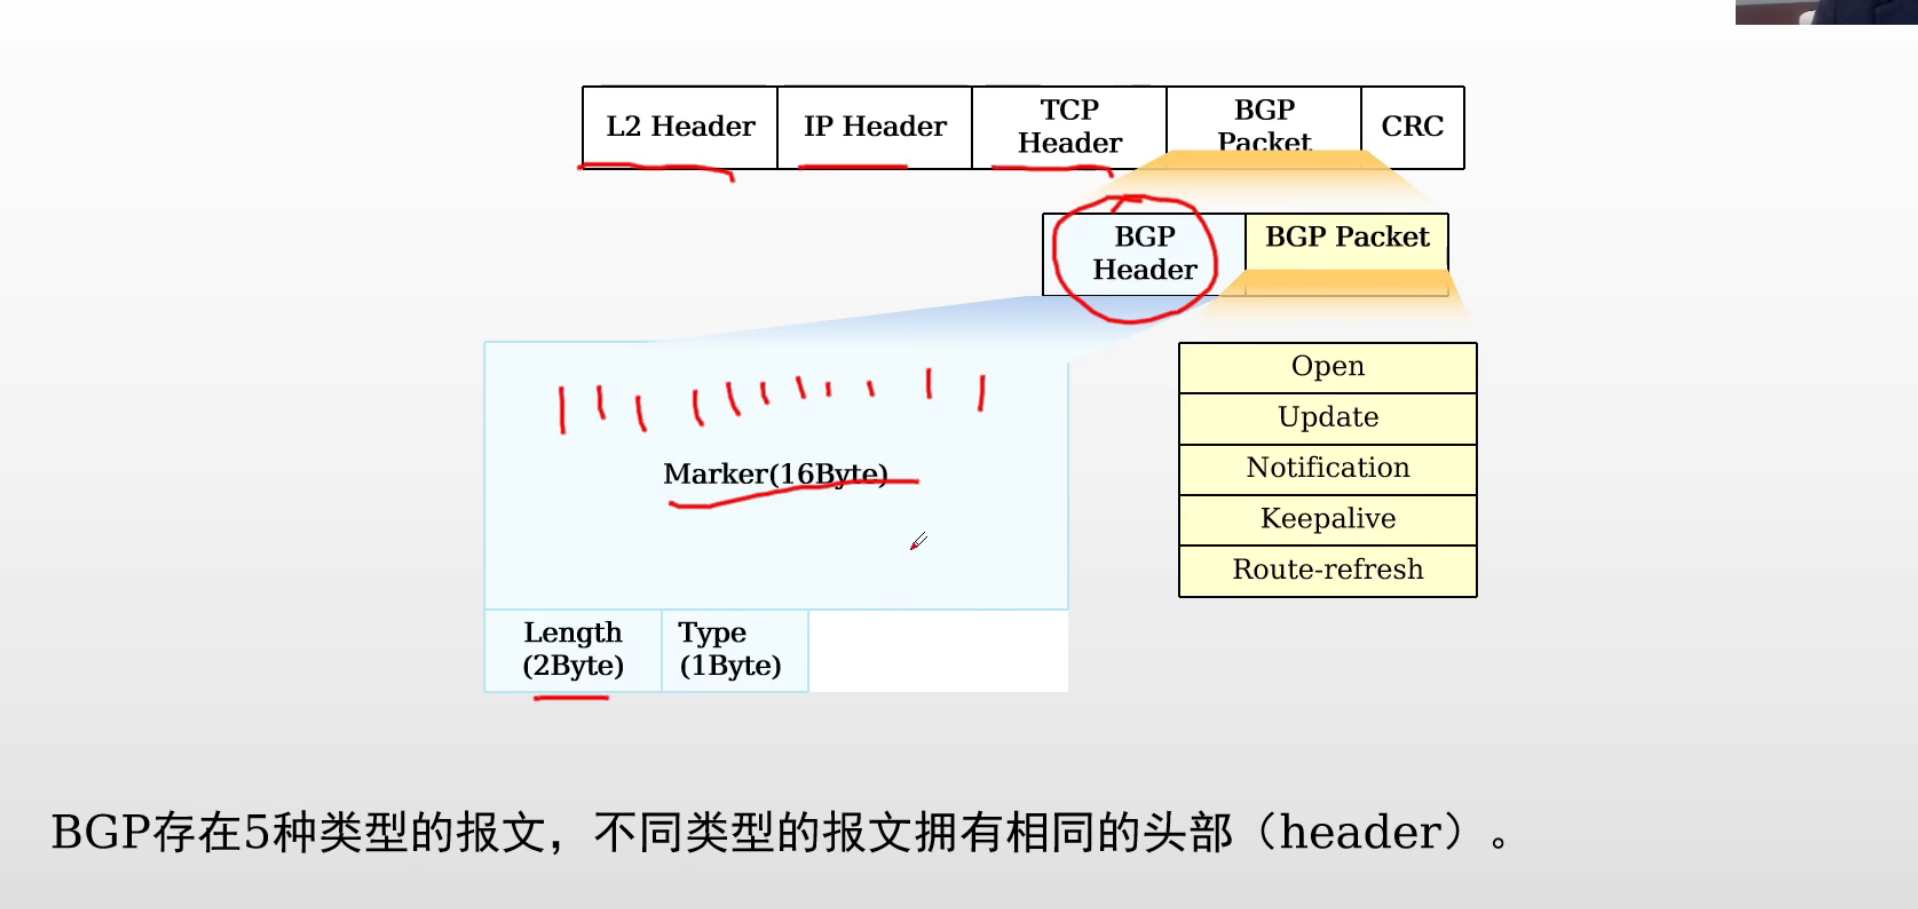 L2 Header
IP Header
TCP
Header
BGP
Packet
CRC
BGP
Header
BGP Packet
Marker(16Byte)
Length
(2Byte)
Type
(1Byte)
Open
Update
Notification
Keepalive
Route-refresh
BGP存在5种类型的报文，不同类型的报文拥有相同的头部（header）。